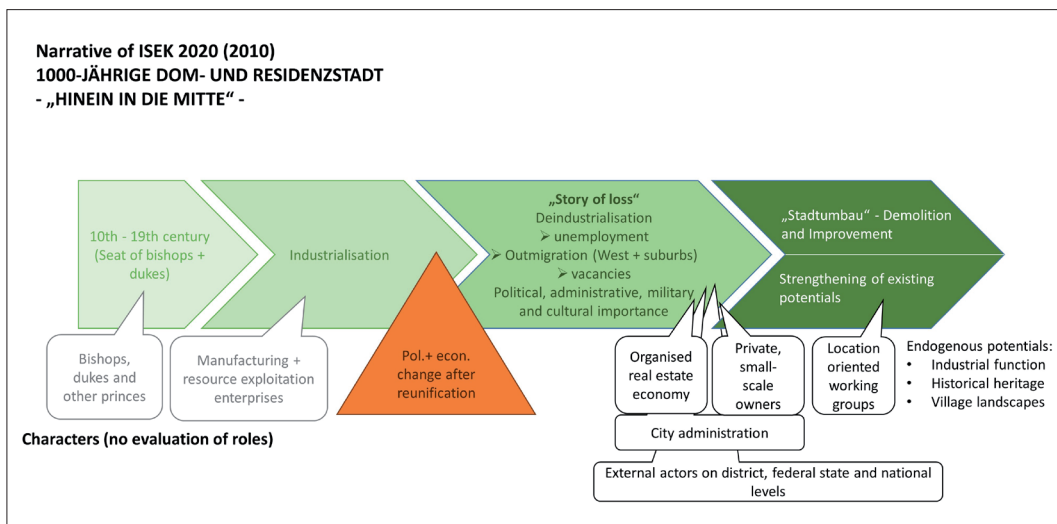 Narrative of ISEK 2020 (2010)
1000-JÄHRIGE DOM- UND RESIDENZSTADT
- „HINEIN IN DIE MITTE“ -
10th - 19th century
(Seat of bishops +
dukes)
Industrialisation
„Story of loss“
Deindustrialisation
➢ unemployment
➢ Outmigration (West + suburbs)
➢ vacancies
Political, administrative, military
and cultural importance
„Stadtumbau“ - Demolition
and Improvement
Strengthening of existing
potentials
Bishops,
dukes and
other princes
Manufacturing +
resource exploitation
enterprises
Pol.+ econ.
change after
reunification
Organised
real estate
economy
Private,
small-
scale
owners
Location
oriented
working
groups
Endogenous potentials:
• Industrial function
• Historical heritage
• Village landscapes
City administration
External actors on district, federal state and national
levels
Characters (no evaluation of roles)